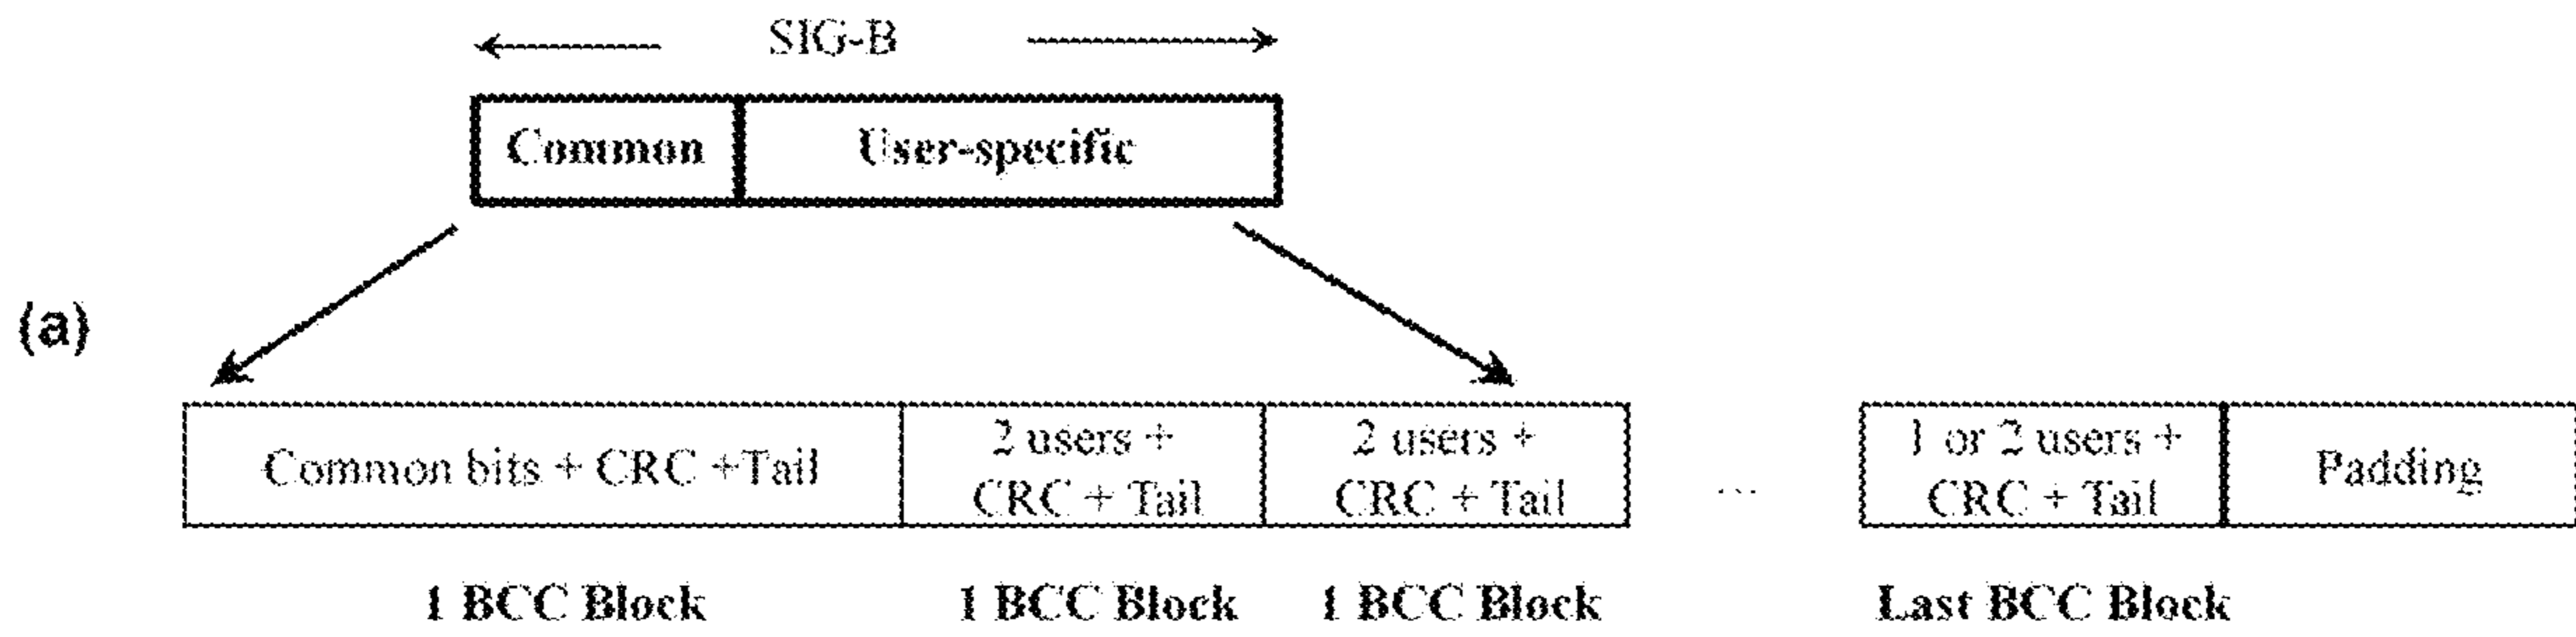 SIG-B
Common User-specific
(a)
Common bits + CRC +Tail
2 users +
CRC + Tail
2 users +
CRC + Tail
...
1 or 2 users +
CRC + Tail
Padding
1 BCC Block 1 BCC Block 1 BCC Block Last BCC Block